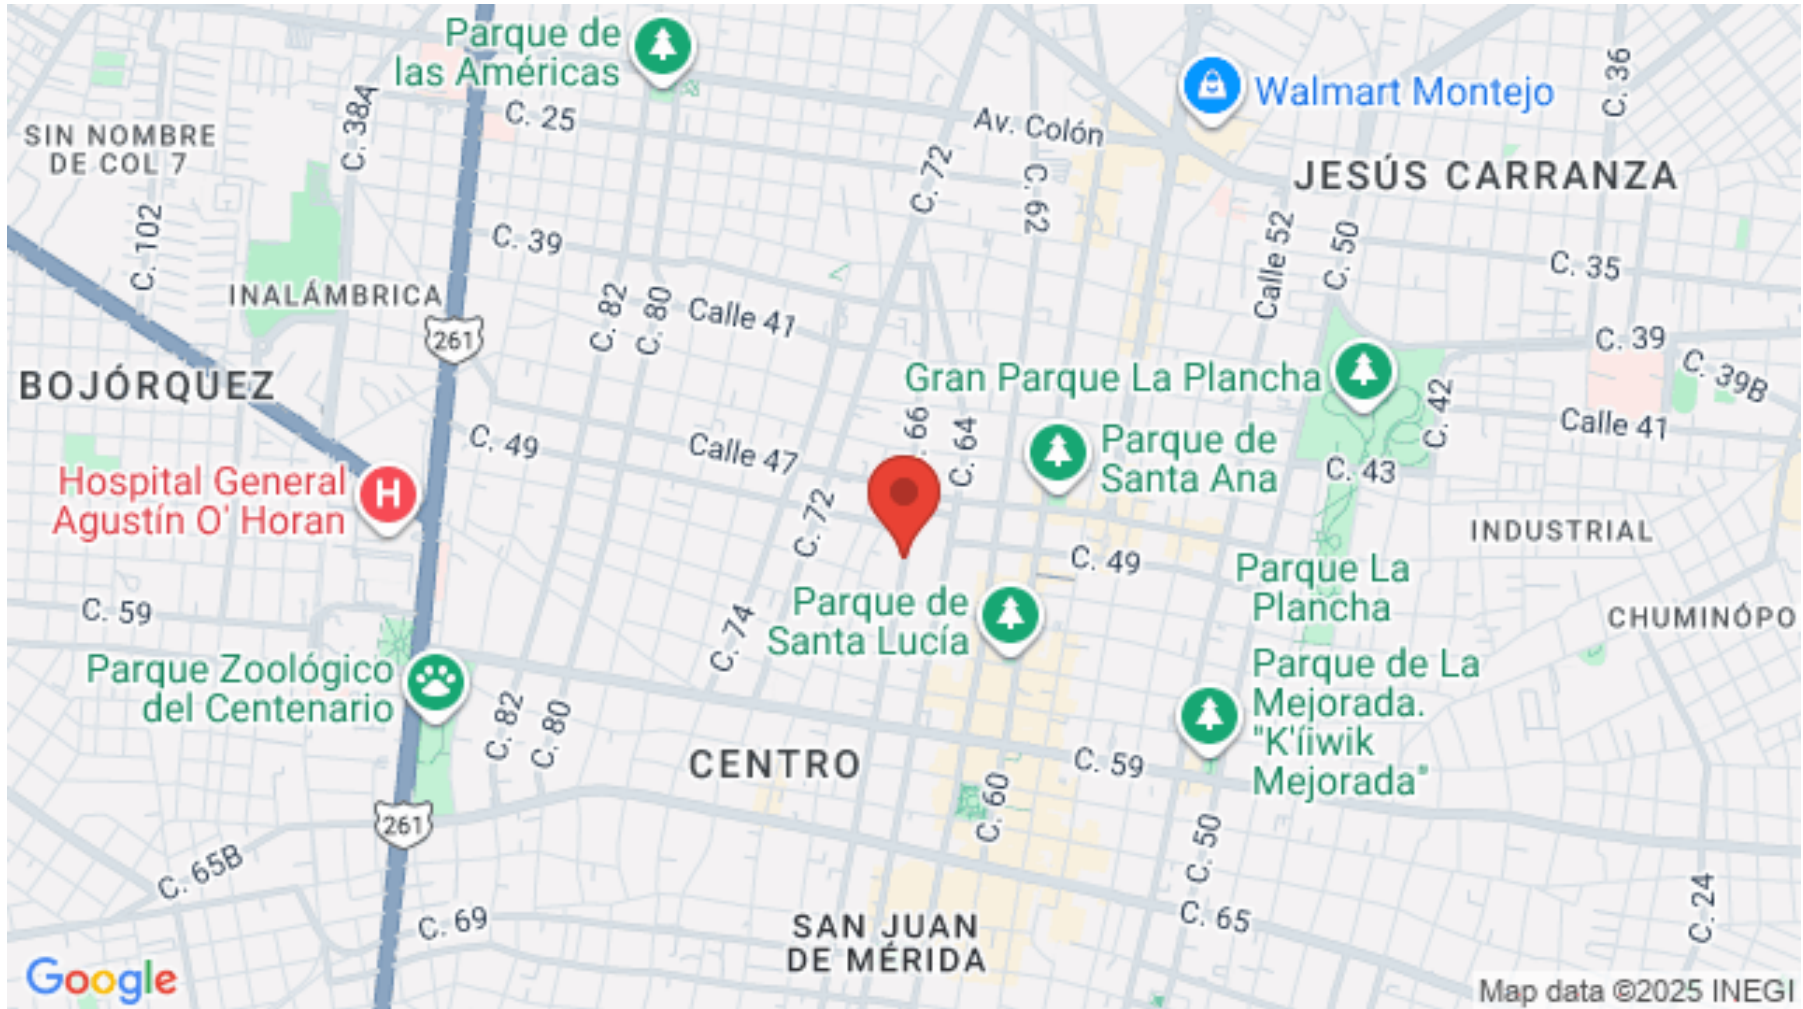 Parque de
las Américas
Walmart Montejo
C. 36
C. 25
C. 38A
Av. Colón
SIN NOMBRE
DE COL 7
C. 72
C. 62
JESÚS CARRANZA
C. 102
C. 39
Calle 52
C. 50
C. 35
INALÁMBRICA
C. 82
C. 80
Calle 41
261
C. 39
C. 39B
BOJÓRQUEZ
Gran Parque La Plancha
C. 42
Calle 41
C. 66
C. 64
C. 49
Calle 47
Parque de
Santa Ana
C. 43
Hospital General
Agustín O' Horan
H
C. 72
INDUSTRIAL
C. 49
Parque La
Plancha
C. 59
Parque de
Santa Lucía
CHUMINÓPO
C. 74
Parque Zoológico
del Centenario
Parque de La
Mejorada.
"K'íiwik
Mejorada"
C. 82
C. 80
CENTRO
C. 59
C. 60
261
C. 50
C. 65B
C. 69
C. 65
C. 24
SAN JUAN
DE MÉRIDA
Google
Map data ©2025 INEGI